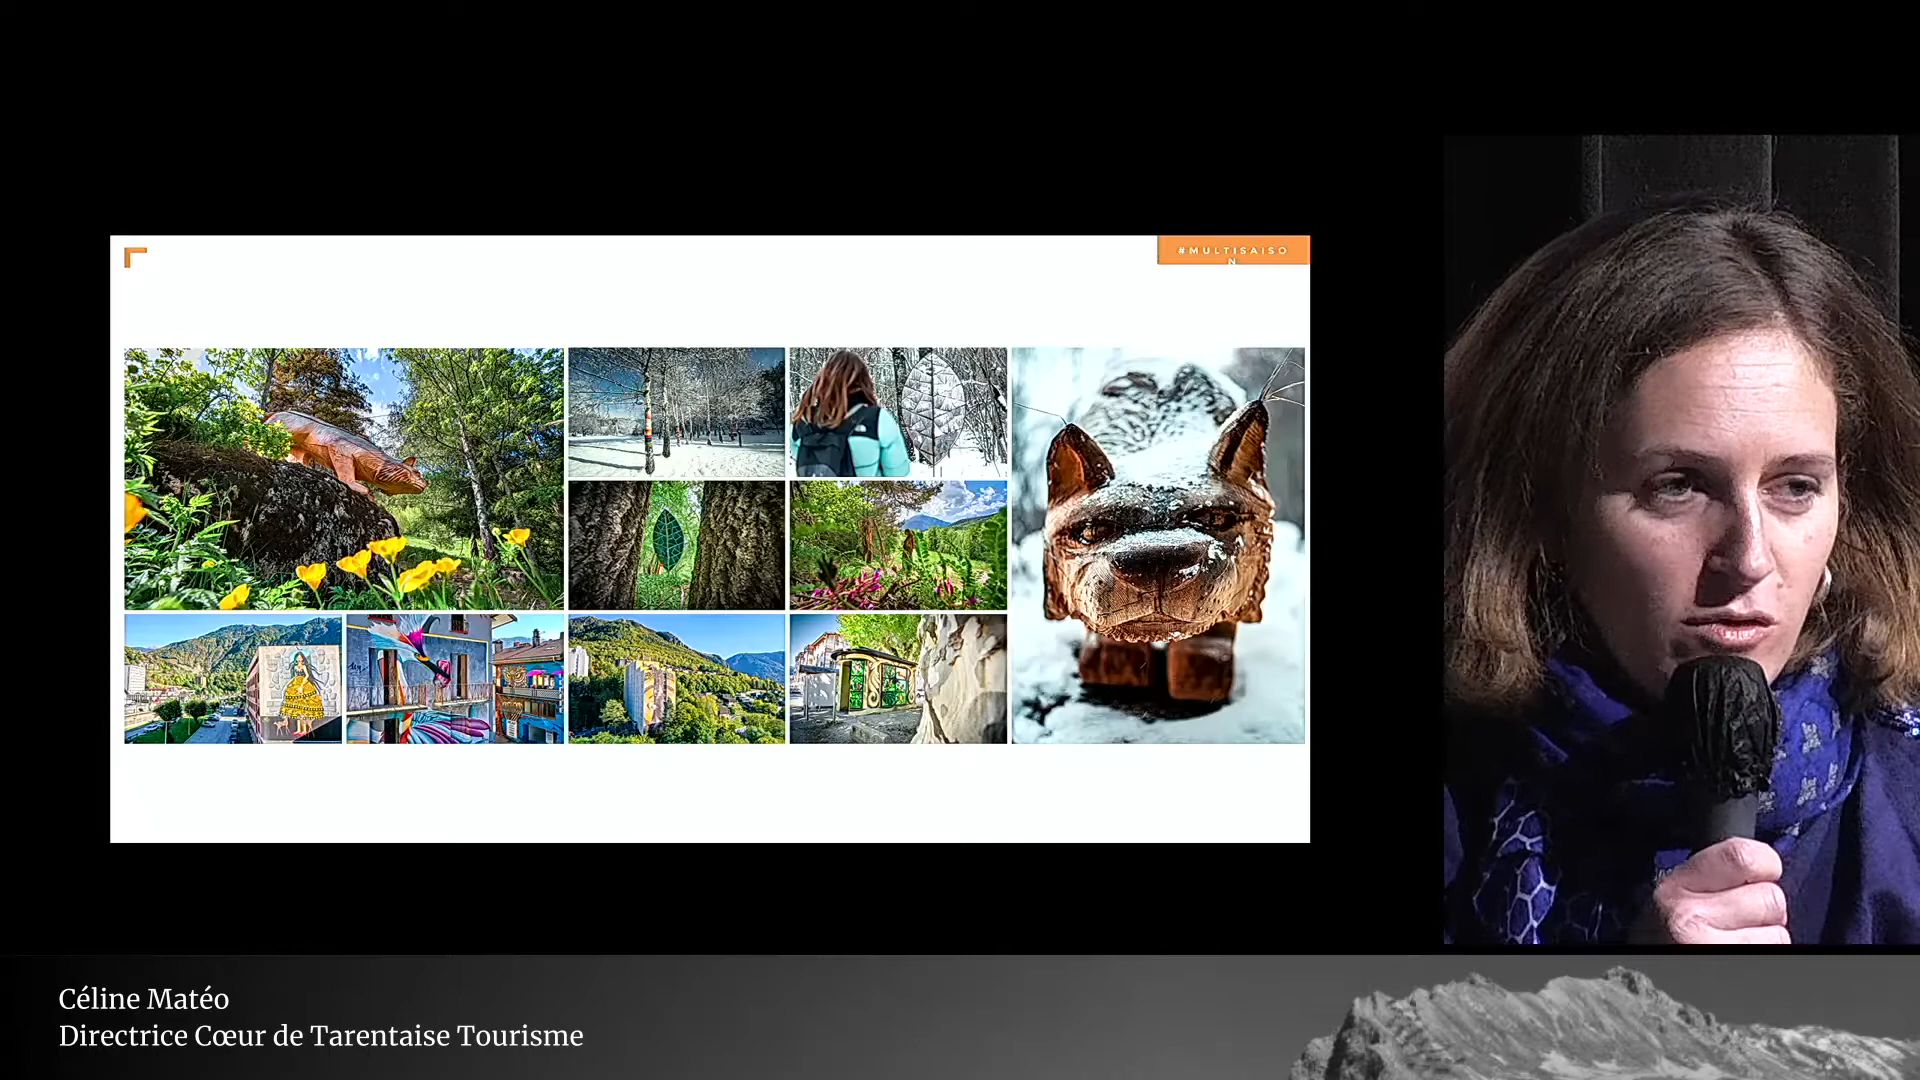 #MULTISAISO
N
Céline Matéo
Directrice Cœur de Tarentaise Tourisme